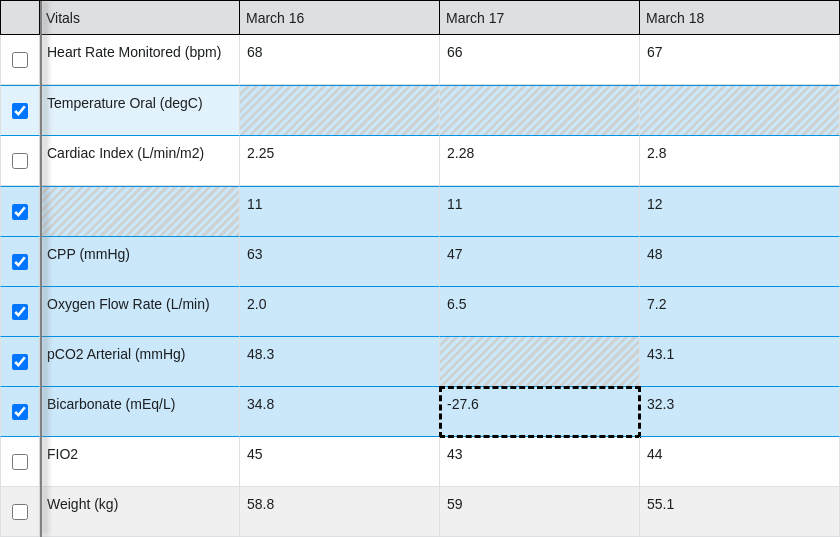 Vitals March 16 March 17 March 18
Heart Rate Monitored (bpm) 68 66 67
Temperature Oral (degC)
Cardiac Index (L/min/m2) 2.25 2.28 2.8
11 11 12
CPP (mmHg) 63 47 48
Oxygen Flow Rate (L/min) 2.0 6.5 7.2
pCO2 Arterial (mmHg) 48.3 43.1
Bicarbonate (mEq/L) 34.8 -27.6 32.3
FIO2 45 43 44
Weight (kg) 58.8 59 55.1